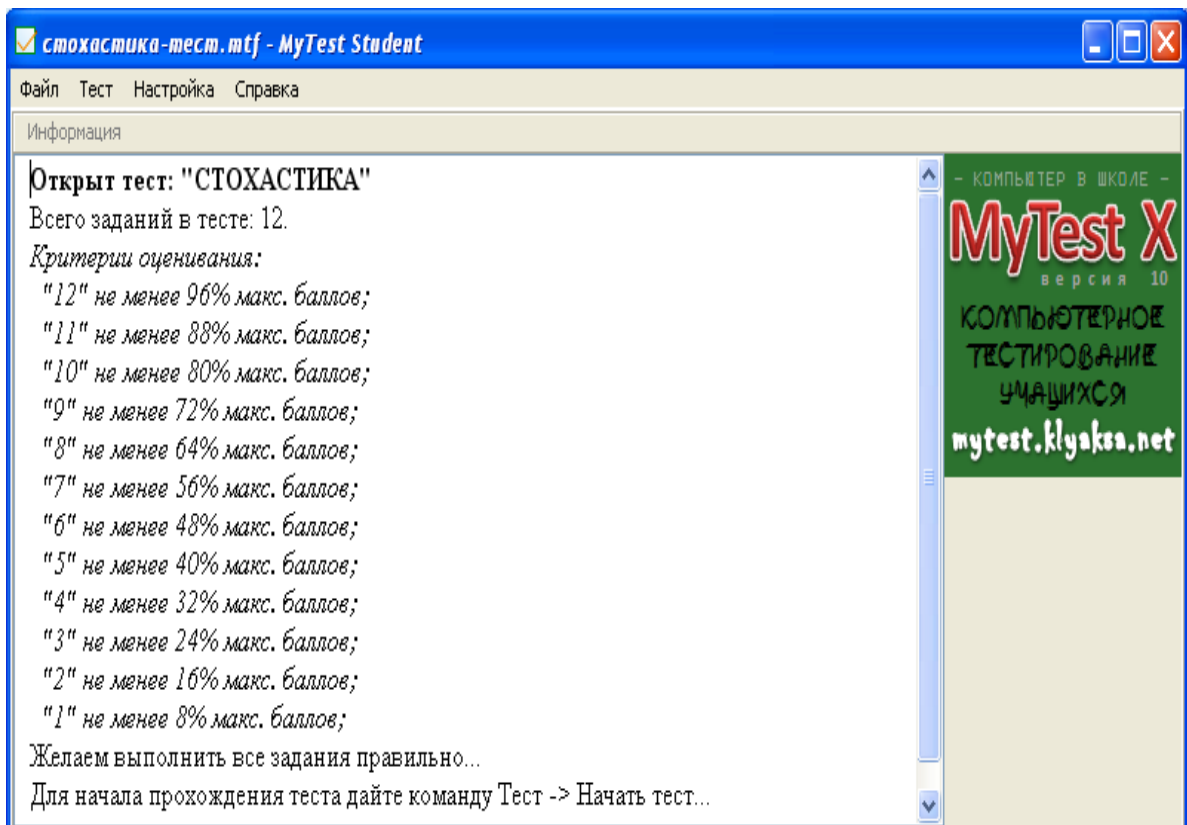 стохастика-тест.mtf - MyTest Student
Файл Тест Настройка Справка
Информация
Открыт тест: "СТОХАСТИКА"
Всего заданий в тесте: 12.
Критерии оценивания:
"12" не менее 96% макс. баллов;
"11" не менее 88% макс. баллов;
"10" не менее 80% макс. баллов;
"9" не менее 72% макс. баллов;
"8" не менее 64% макс. баллов;
"7" не менее 56% макс. баллов;
"6" не менее 48% макс. баллов;
"5" не менее 40% макс. баллов;
"4" не менее 32% макс. баллов;
"3" не менее 24% макс. баллов;
"2" не менее 16% макс. баллов;
"1" не менее 8% макс. баллов;
Желаем выполнить все задания правильно...
Для начала прохождения теста дайте команду Тест -> Начать тест...
- КОМПЬЮТЕР В ШКОЛЕ -
MyTest X
версия 10
КОМПЬЮТЕРНОЕ
ТЕСТИРОВАНИЕ
УЧАЩИХСЯ
mytest.klyaksa.net